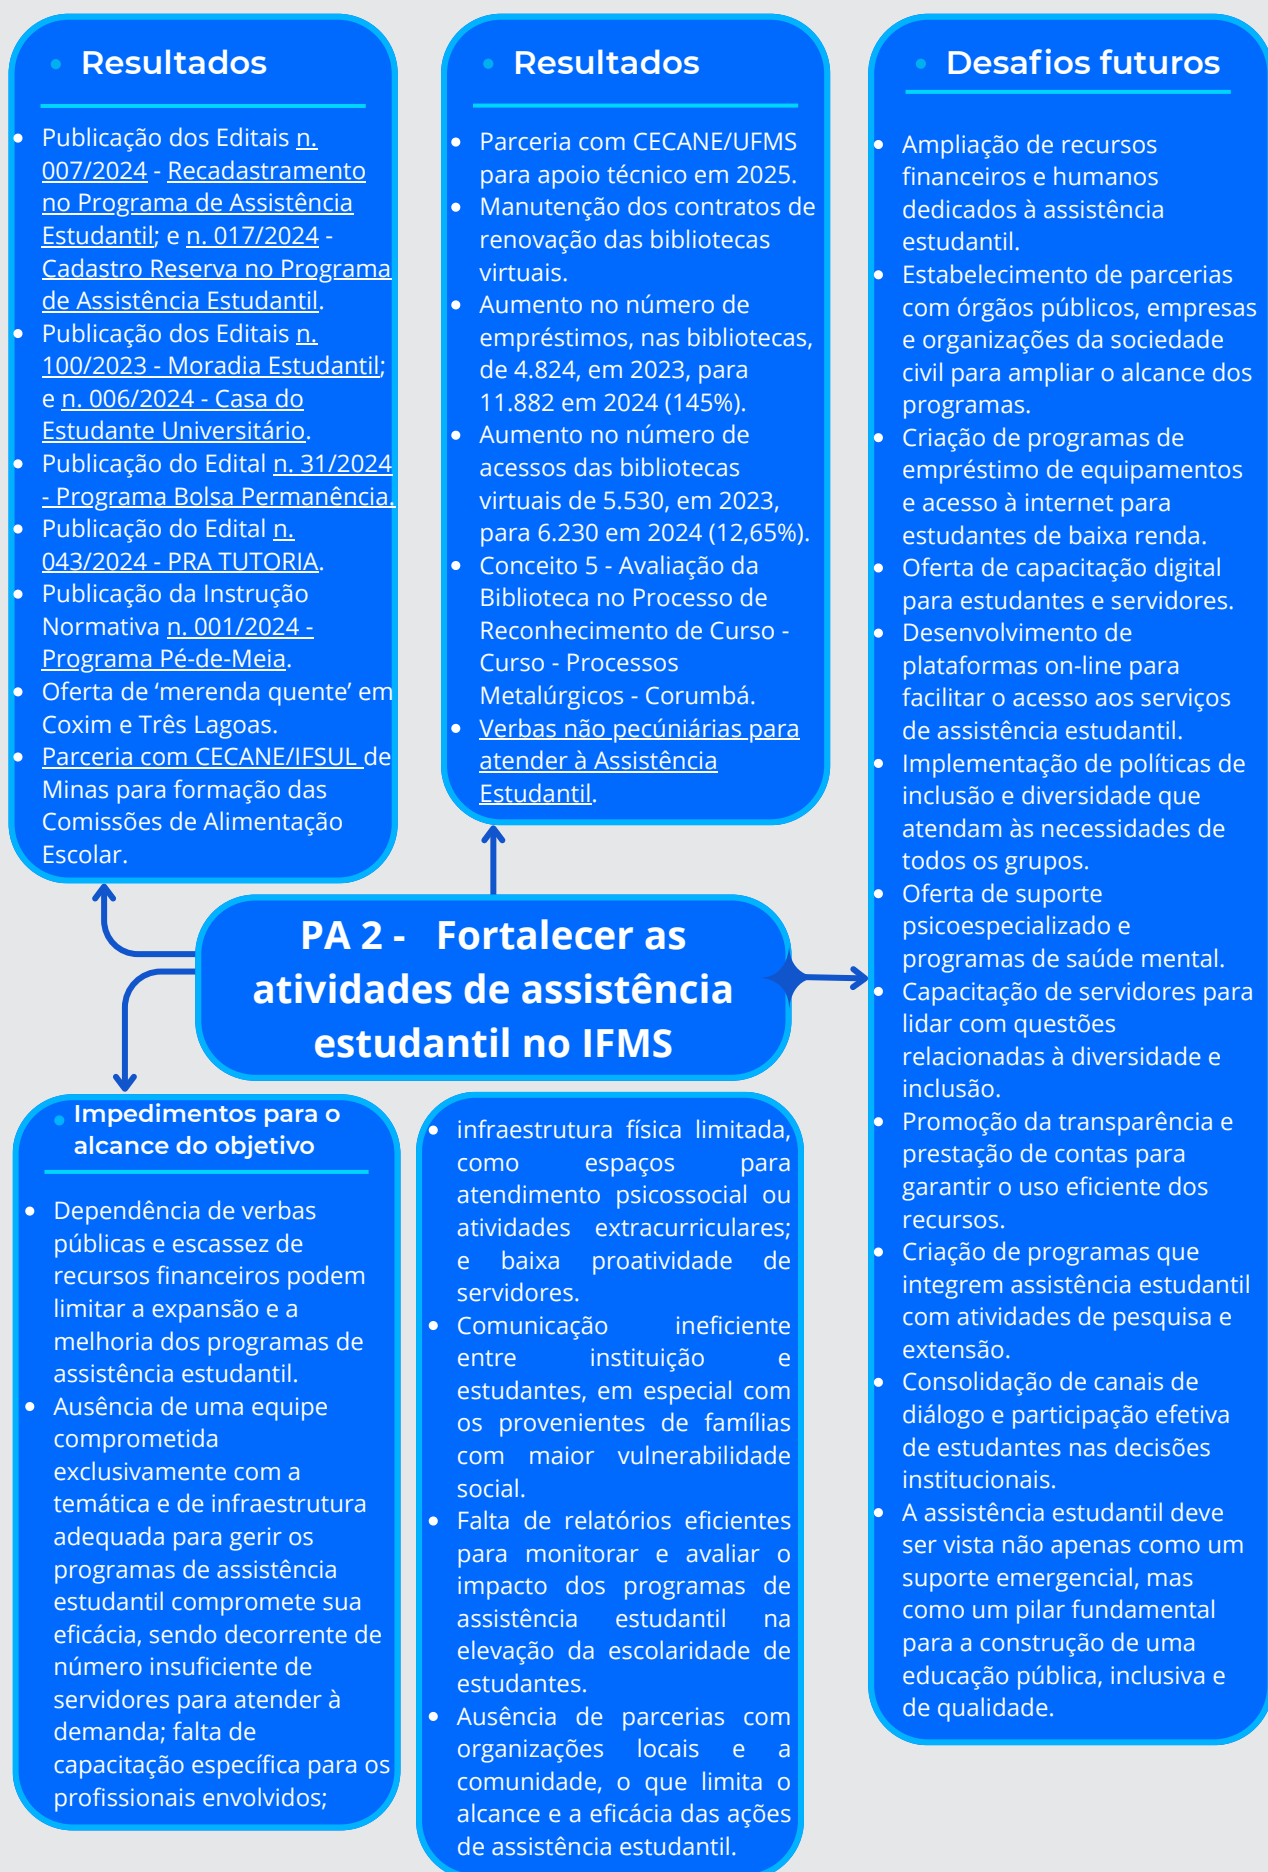 • Resultados
• Publicação dos Editais n.
007/2024 - Recadastramento
no Programa de Assistência
Estudantil; e n. 017/2024 -
Cadastro Reserva no Programa
de Assistência Estudantil.
• Publicação dos Editais n.
100/2023 - Moradia Estudantil;
e n. 006/2024 - Casa do
Estudante Universitário.
• Publicação do Edital n. 31/2024
- Programa Bolsa Permanência.
• Publicação do Edital n.
043/2024 - PRA TUTORIA.
• Publicação da Instrução
Normativa n. 001/2024 -
Programa Pé-de-Meia.
• Oferta de ‘merenda quente’ em
Coxim e Três Lagoas.
• Parceria com CECANE/IFSUL de
Minas para formação das
Comissões de Alimentação
Escolar.
• Resultados
• Parceria com CECANE/UFMS
para apoio técnico em 2025.
• Manutenção dos contratos de
renovação das bibliotecas
virtuais.
• Aumento no número de
empréstimos, nas bibliotecas,
de 4.824, em 2023, para
11.882 em 2024 (145%).
• Aumento no número de
acessos das bibliotecas
virtuais de 5.530, em 2023,
para 6.230 em 2024 (12,65%).
• Conceito 5 - Avaliação da
Biblioteca no Processo de
Reconhecimento de Curso -
Curso - Processos
Metalúrgicos - Corumbá.
• Verbas não pecúniárias para
atender à Assistência
Estudantil.
• Desafios futuros
• Ampliação de recursos
financeiros e humanos
dedicados à assistência
estudantil.
• Estabelecimento de parcerias
com órgãos públicos, empresas
e organizações da sociedade
civil para ampliar o alcance dos
programas.
• Criação de programas de
empréstimo de equipamentos
e acesso à internet para
estudantes de baixa renda.
• Oferta de capacitação digital
para estudantes e servidores.
• Desenvolvimento de
plataformas on-line para
facilitar o acesso aos serviços
de assistência estudantil.
• Implementação de políticas de
inclusão e diversidade que
atendam às necessidades de
todos os grupos.
• Oferta de suporte
psicoespecializado e
programas de saúde mental.
• Capacitação de servidores para
lidar com questões
relacionadas à diversidade e
inclusão.
• Promoção da transparência e
prestação de contas para
garantir o uso eficiente dos
recursos.
• Criação de programas que
integrem assistência estudantil
com atividades de pesquisa e
extensão.
• Consolidação de canais de
diálogo e participação efetiva
de estudantes nas decisões
institucionais.
• A assistência estudantil deve
ser vista não apenas como um
suporte emergencial, mas
como um pilar fundamental
para a construção de uma
educação pública, inclusiva e
de qualidade.
PA 2 - Fortalecer as
atividades de assistência
estudantil no IFMS
• Impedimentos para o
alcance do objetivo
• Dependência de verbas
públicas e escassez de
recursos financeiros podem
limitar a expansão e a
melhoria dos programas de
assistência estudantil.
• Ausência de uma equipe
comprometida
exclusivamente com a
temática e de infraestrutura
adequada para gerir os
programas de assistência
estudantil compromete sua
eficácia, sendo decorrente de
número insuficiente de
servidores para atender à
demanda; falta de
capacitação específica para os
profissionais envolvidos;
• infraestrutura física limitada,
como espaços para
atendimento psicossocial ou
atividades extracurriculares;
e baixa proatividade de
servidores.
• Comunicação ineficiente
entre instituição e
estudantes, em especial com
os provenientes de famílias
com maior vulnerabilidade
social.
• Falta de relatórios eficientes
para monitorar e avaliar o
impacto dos programas de
assistência estudantil na
elevação da escolaridade de
estudantes.
• Ausência de parcerias com
organizações locais e a
comunidade, o que limita o
alcance e a eficácia das ações
de assistência estudantil.